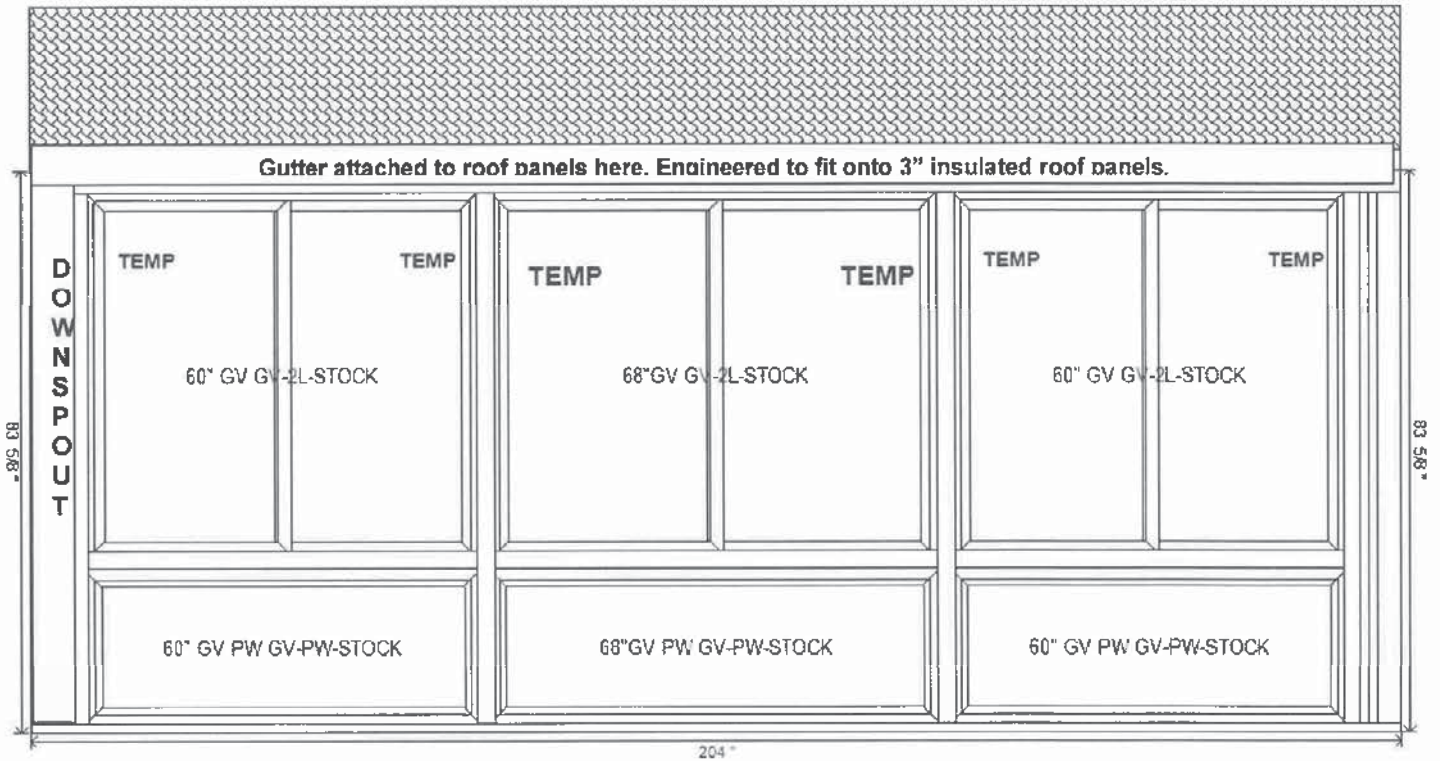 Gutter attached to roof panels here. Engineered to fit onto 3" insulated roof panels.
DOWNSPOUT
TEMP
TEMP
TEMP
TEMP
TEMP
TEMP
60" GV GV-2L-STOCK
68"GV GV-2L-STOCK
60" GV GV-2L-STOCK
83 5/8"
83 5/8"
60" GV PW GV-PW-STOCK
68"GV PW GV-PW-STOCK
60" GV PW GV-PW-STOCK
204"